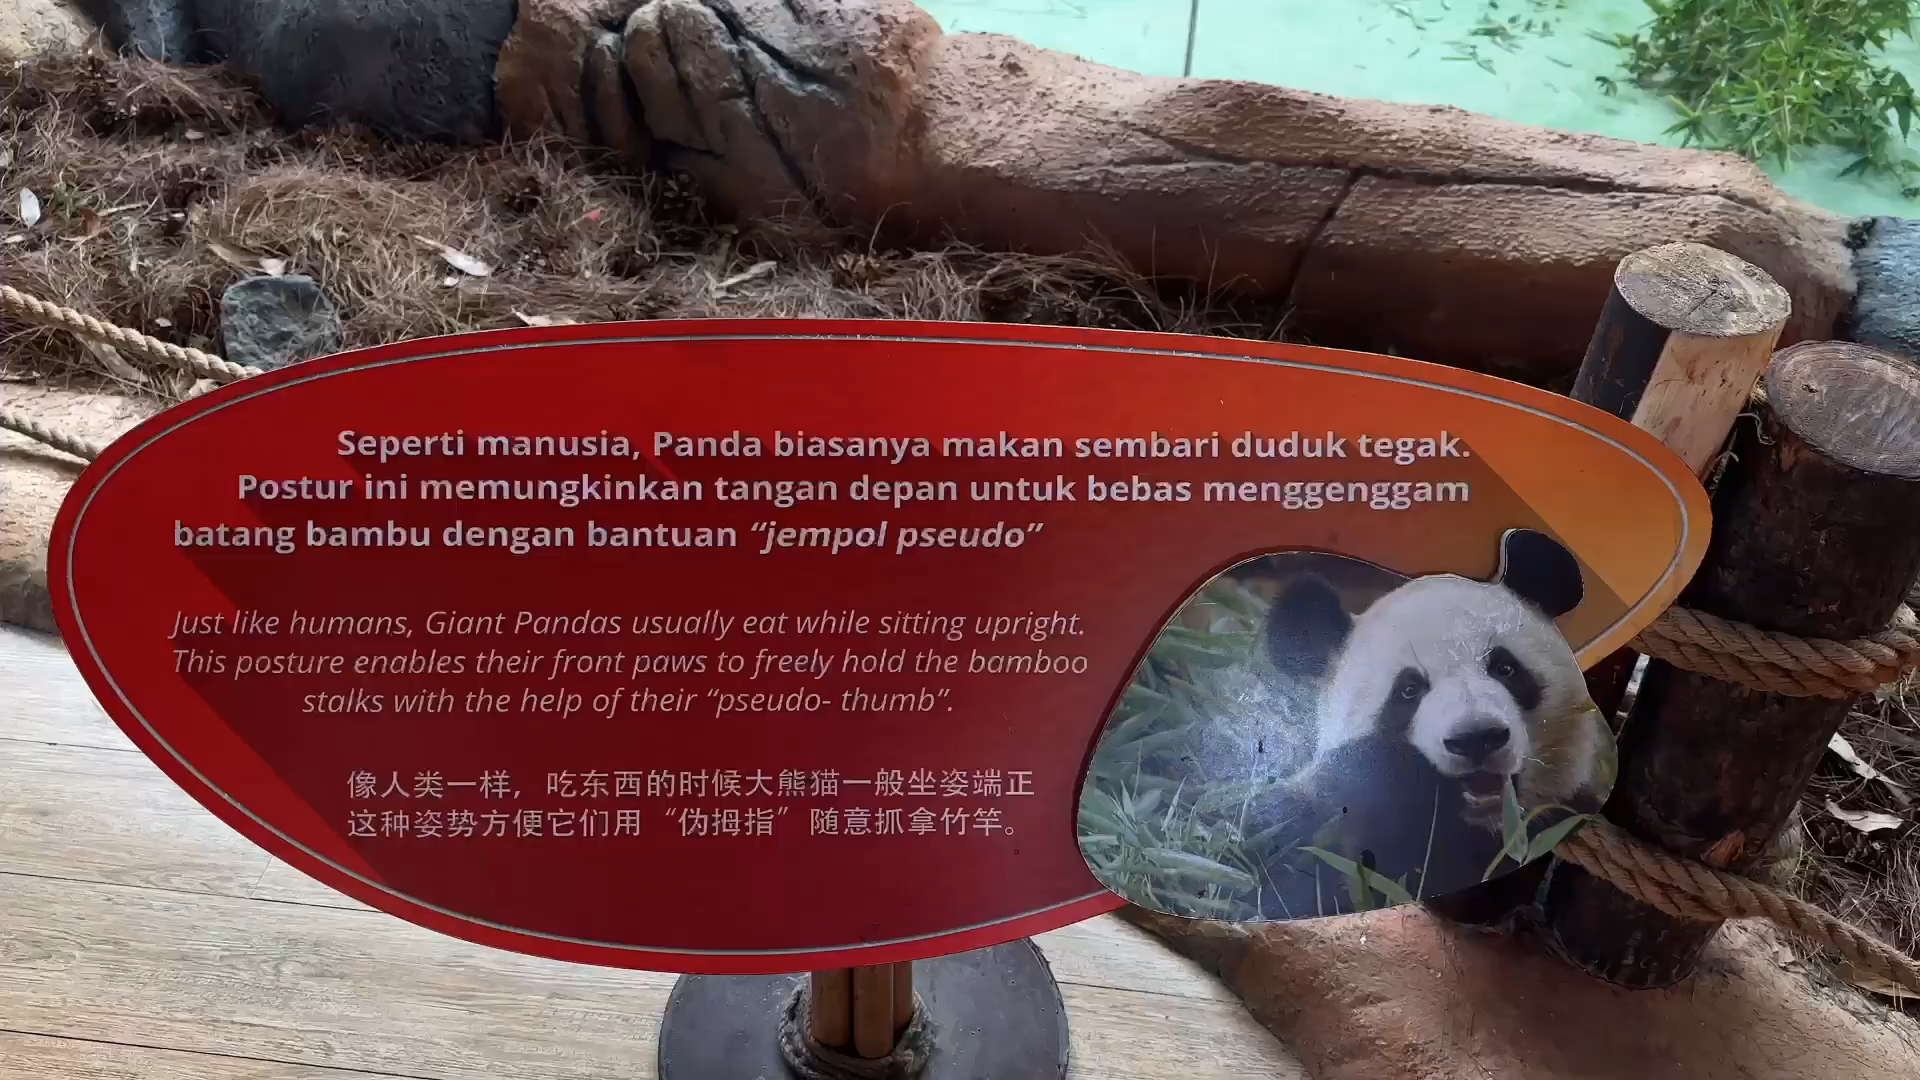 Seperti manusia, Panda biasanya makan sembari duduk tegak.
Postur ini memungkinkan tangan depan untuk bebas menggenggam
batang bambu dengan bantuan “jempol pseudo”
Just like humans, Giant Pandas usually eat while sitting upright.
This posture enables their front paws to freely hold the bamboo
stalks with the help of their “pseudo- thumb”.
像人类一样，吃东西的时候大熊猫一般坐姿端正
这种姿势方便它们用“伪拇指”随意抓拿竹竿。